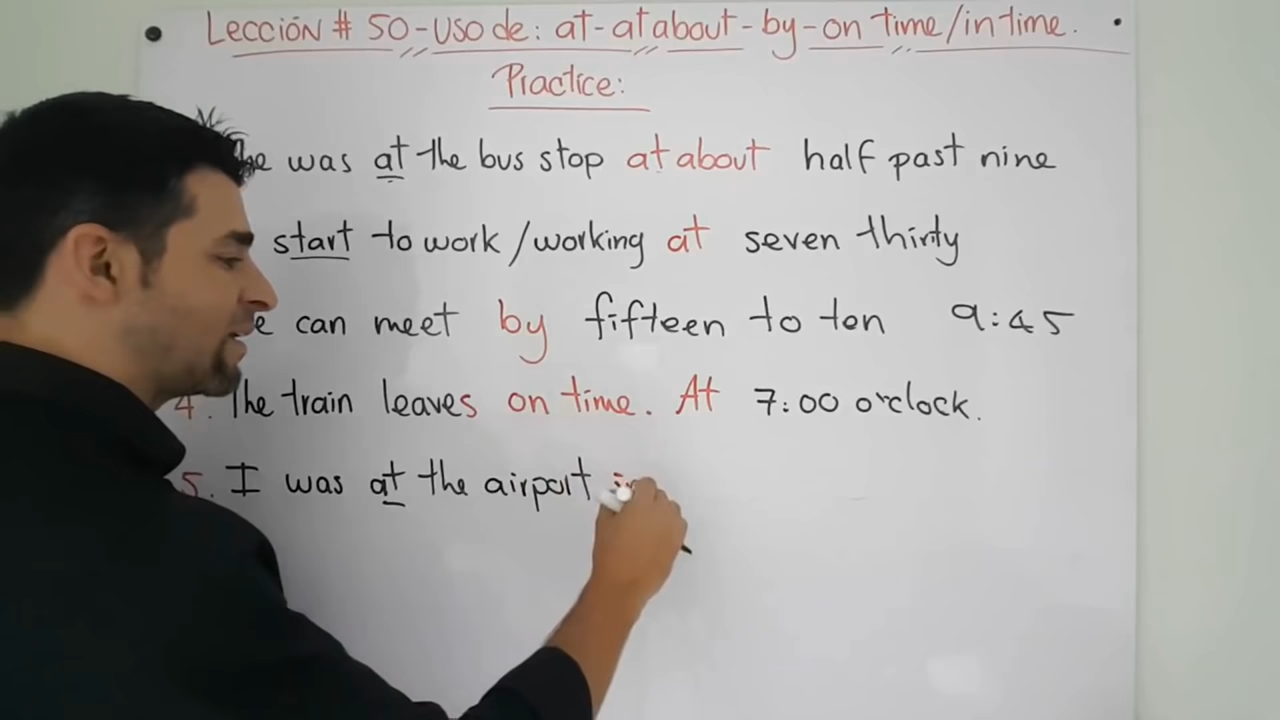 Lección # 50 - uso de: at - at about - by - on time / in time.
Practice:
was at the bus stop at about half past nine
start to work / working at seven thirty
can meet by fifteen to ten 9:45
4. The train leaves on time. At 7:00 o'clock.
5. I was at the airport